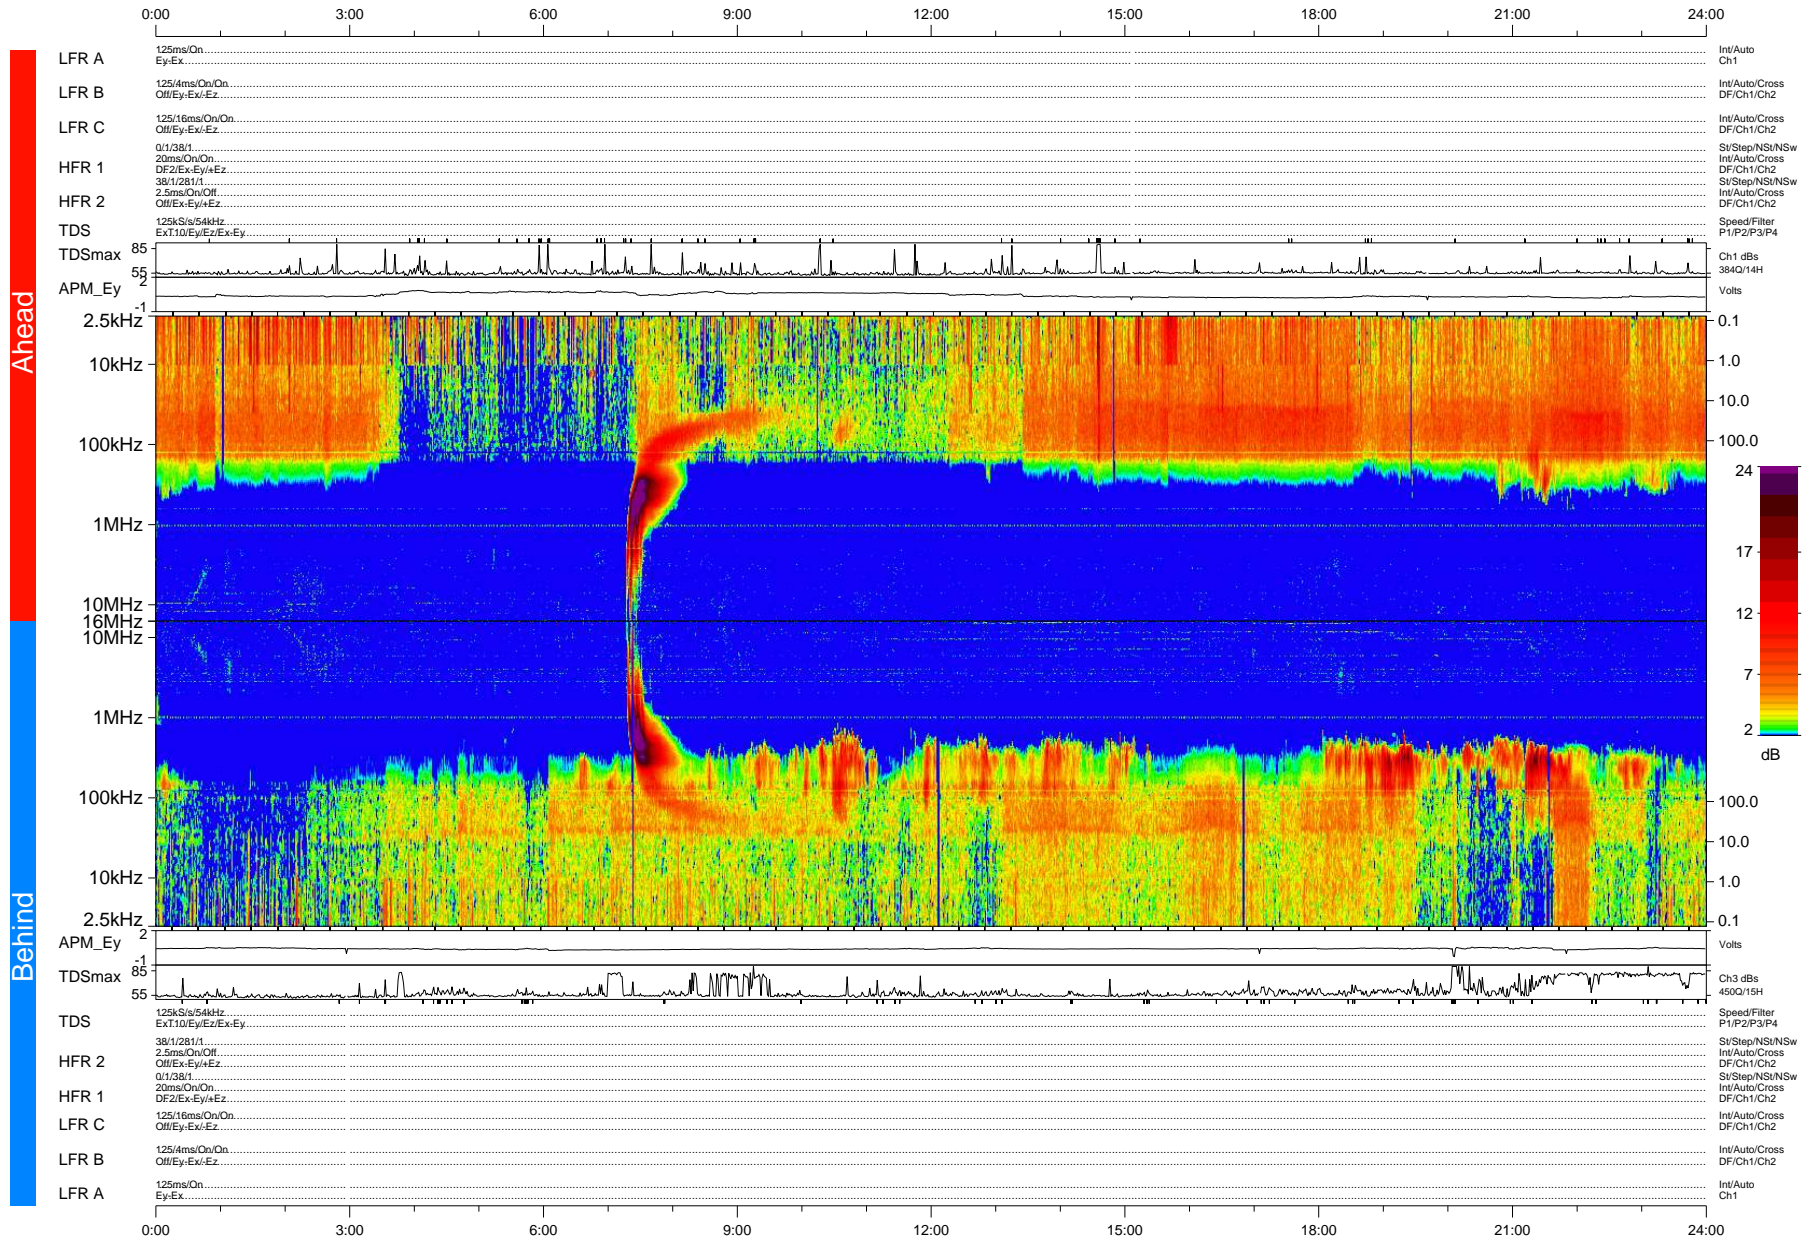 0:00 3:00 6:00 9:00 12:00 15:00 18:00 21:00 24:00
Ahead
LFR A 125ms/On Int/Auto
Ey-Ex Ch1
LFR B 125/4ms/On/On Int/Auto/Cross
Off/Ey-Ex/-Ez DF/Ch1/Ch2
LFR C 125/16ms/On/On Int/Auto/Cross
Off/Ey-Ex/-Ez DF/Ch1/Ch2
0/1/38/1 St/Step/NSt/NSw
HFR 1 20ms/On/On Int/Auto/Cross
DF2/Ex-Ey/+Ez DF/Ch1/Ch2
38/1/281/1 St/Step/NSt/NSw
HFR 2 2.5ms/On/Off Int/Auto/Cross
Off/Ex-Ey/+Ez DF/Ch1/Ch2
TDS 125kS/s/54kHz Speed/Filter
ExT10/Ey/Ez/Ex-Ey P1/P2/P3/P4
TDSmax 85 Ch1 dBs
55 384Q/14H
APM_Ey 2 Volts
-1
2.5kHz 0.1
10kHz 1.0
10.0
100kHz 100.0
1MHz
10MHz
16MHz
10MHz
1MHz
100kHz 100.0
10.0
10kHz 1.0
2.5kHz 0.1
24
17
12
7
2
dB
Behind
APM_Ey 2 Volts
-1
TDSmax 85 Ch3 dBs
55 450Q/15H
TDS 125kS/s/54kHz Speed/Filter
ExT10/Ey/Ez/Ex-Ey P1/P2/P3/P4
38/1/281/1 St/Step/NSt/NSw
HFR 2 2.5ms/On/Off Int/Auto/Cross
Off/Ex-Ey/+Ez DF/Ch1/Ch2
0/1/38/1 St/Step/NSt/NSw
HFR 1 20ms/On/On Int/Auto/Cross
DF2/Ex-Ey/+Ez DF/Ch1/Ch2
LFR C 125/16ms/On/On Int/Auto/Cross
Off/Ey-Ex/-Ez DF/Ch1/Ch2
LFR B 125/4ms/On/On Int/Auto/Cross
Off/Ey-Ex/-Ez DF/Ch1/Ch2
LFR A 125ms/On Int/Auto
Ey-Ex Ch1
0:00 3:00 6:00 9:00 12:00 15:00 18:00 21:00 24:00